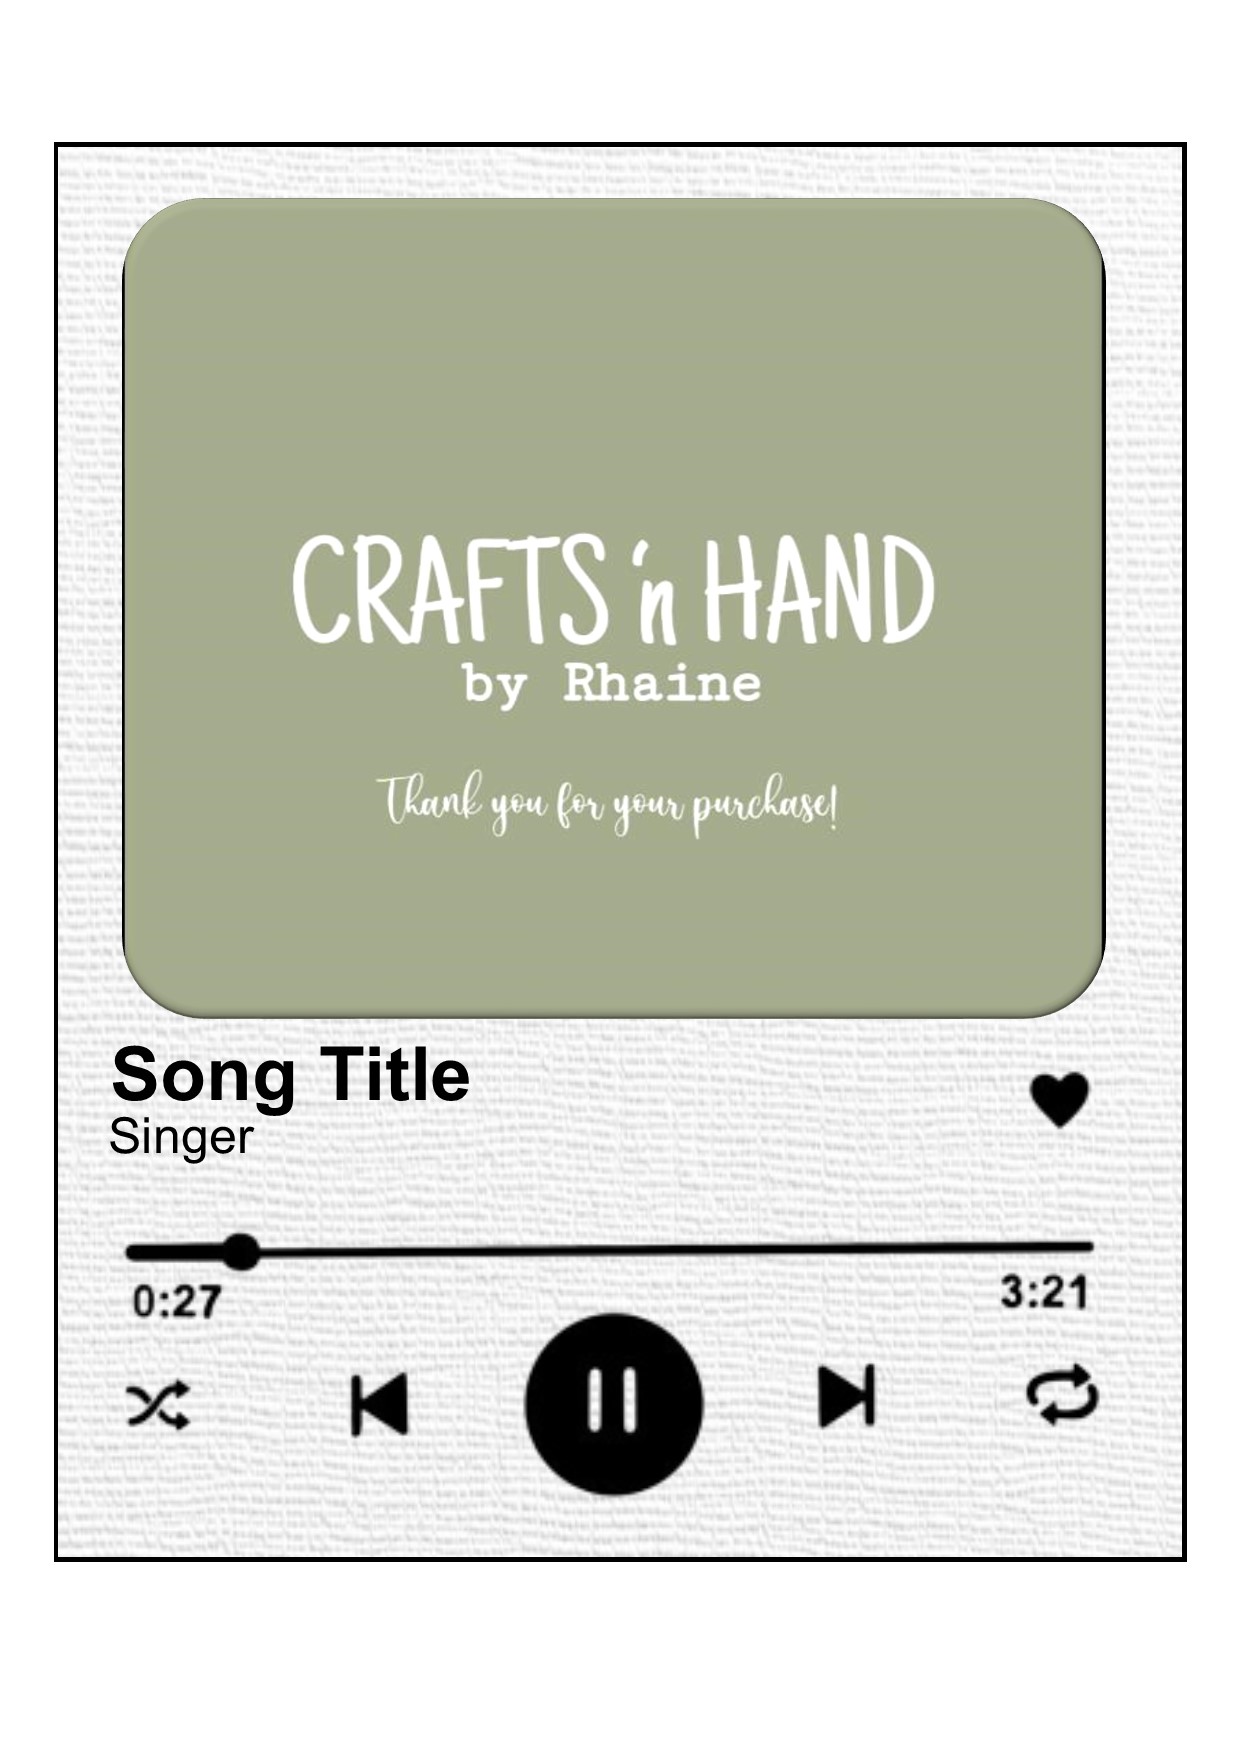 CRAFTS ‘n HAND
by Rhaine
Thank you for your purchase!
Song Title
Singer
0:27
3:21